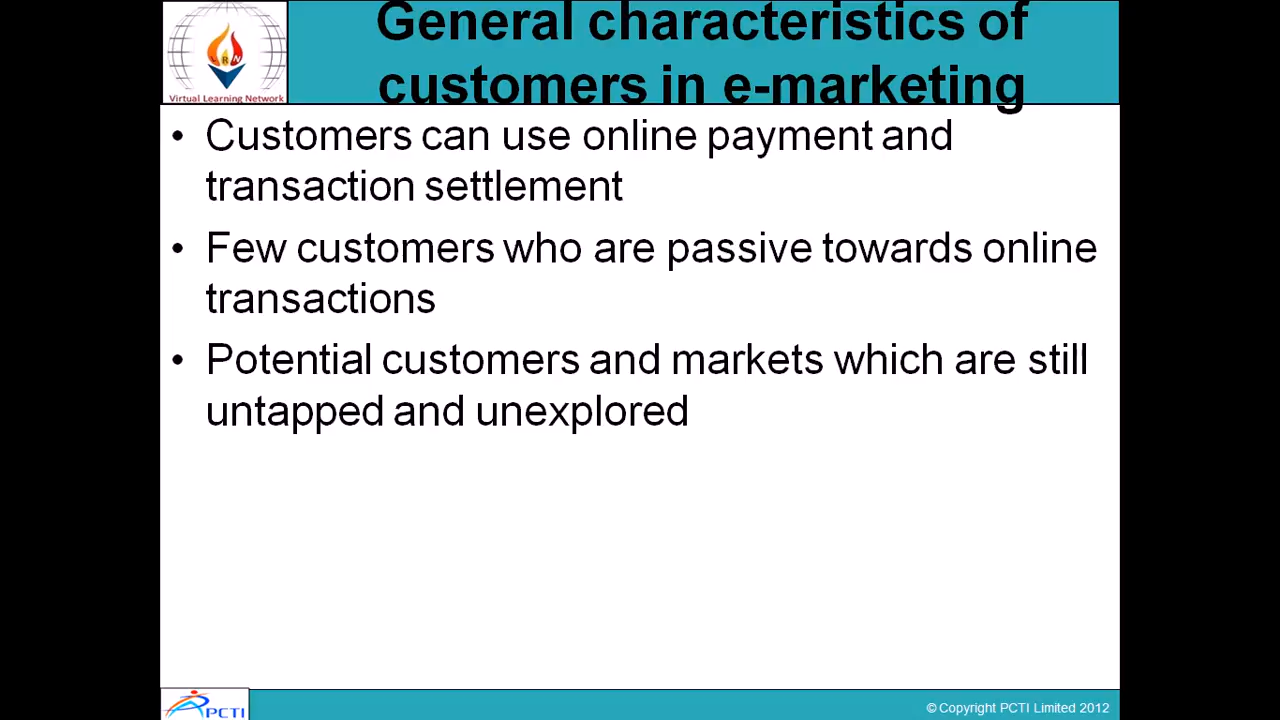 General characteristics of
customers in e-marketing
Virtual Learning Network
• Customers can use online payment and
transaction settlement
• Few customers who are passive towards online
transactions
• Potential customers and markets which are still
untapped and unexplored
PCTI
© Copyright PCTI Limited 2012